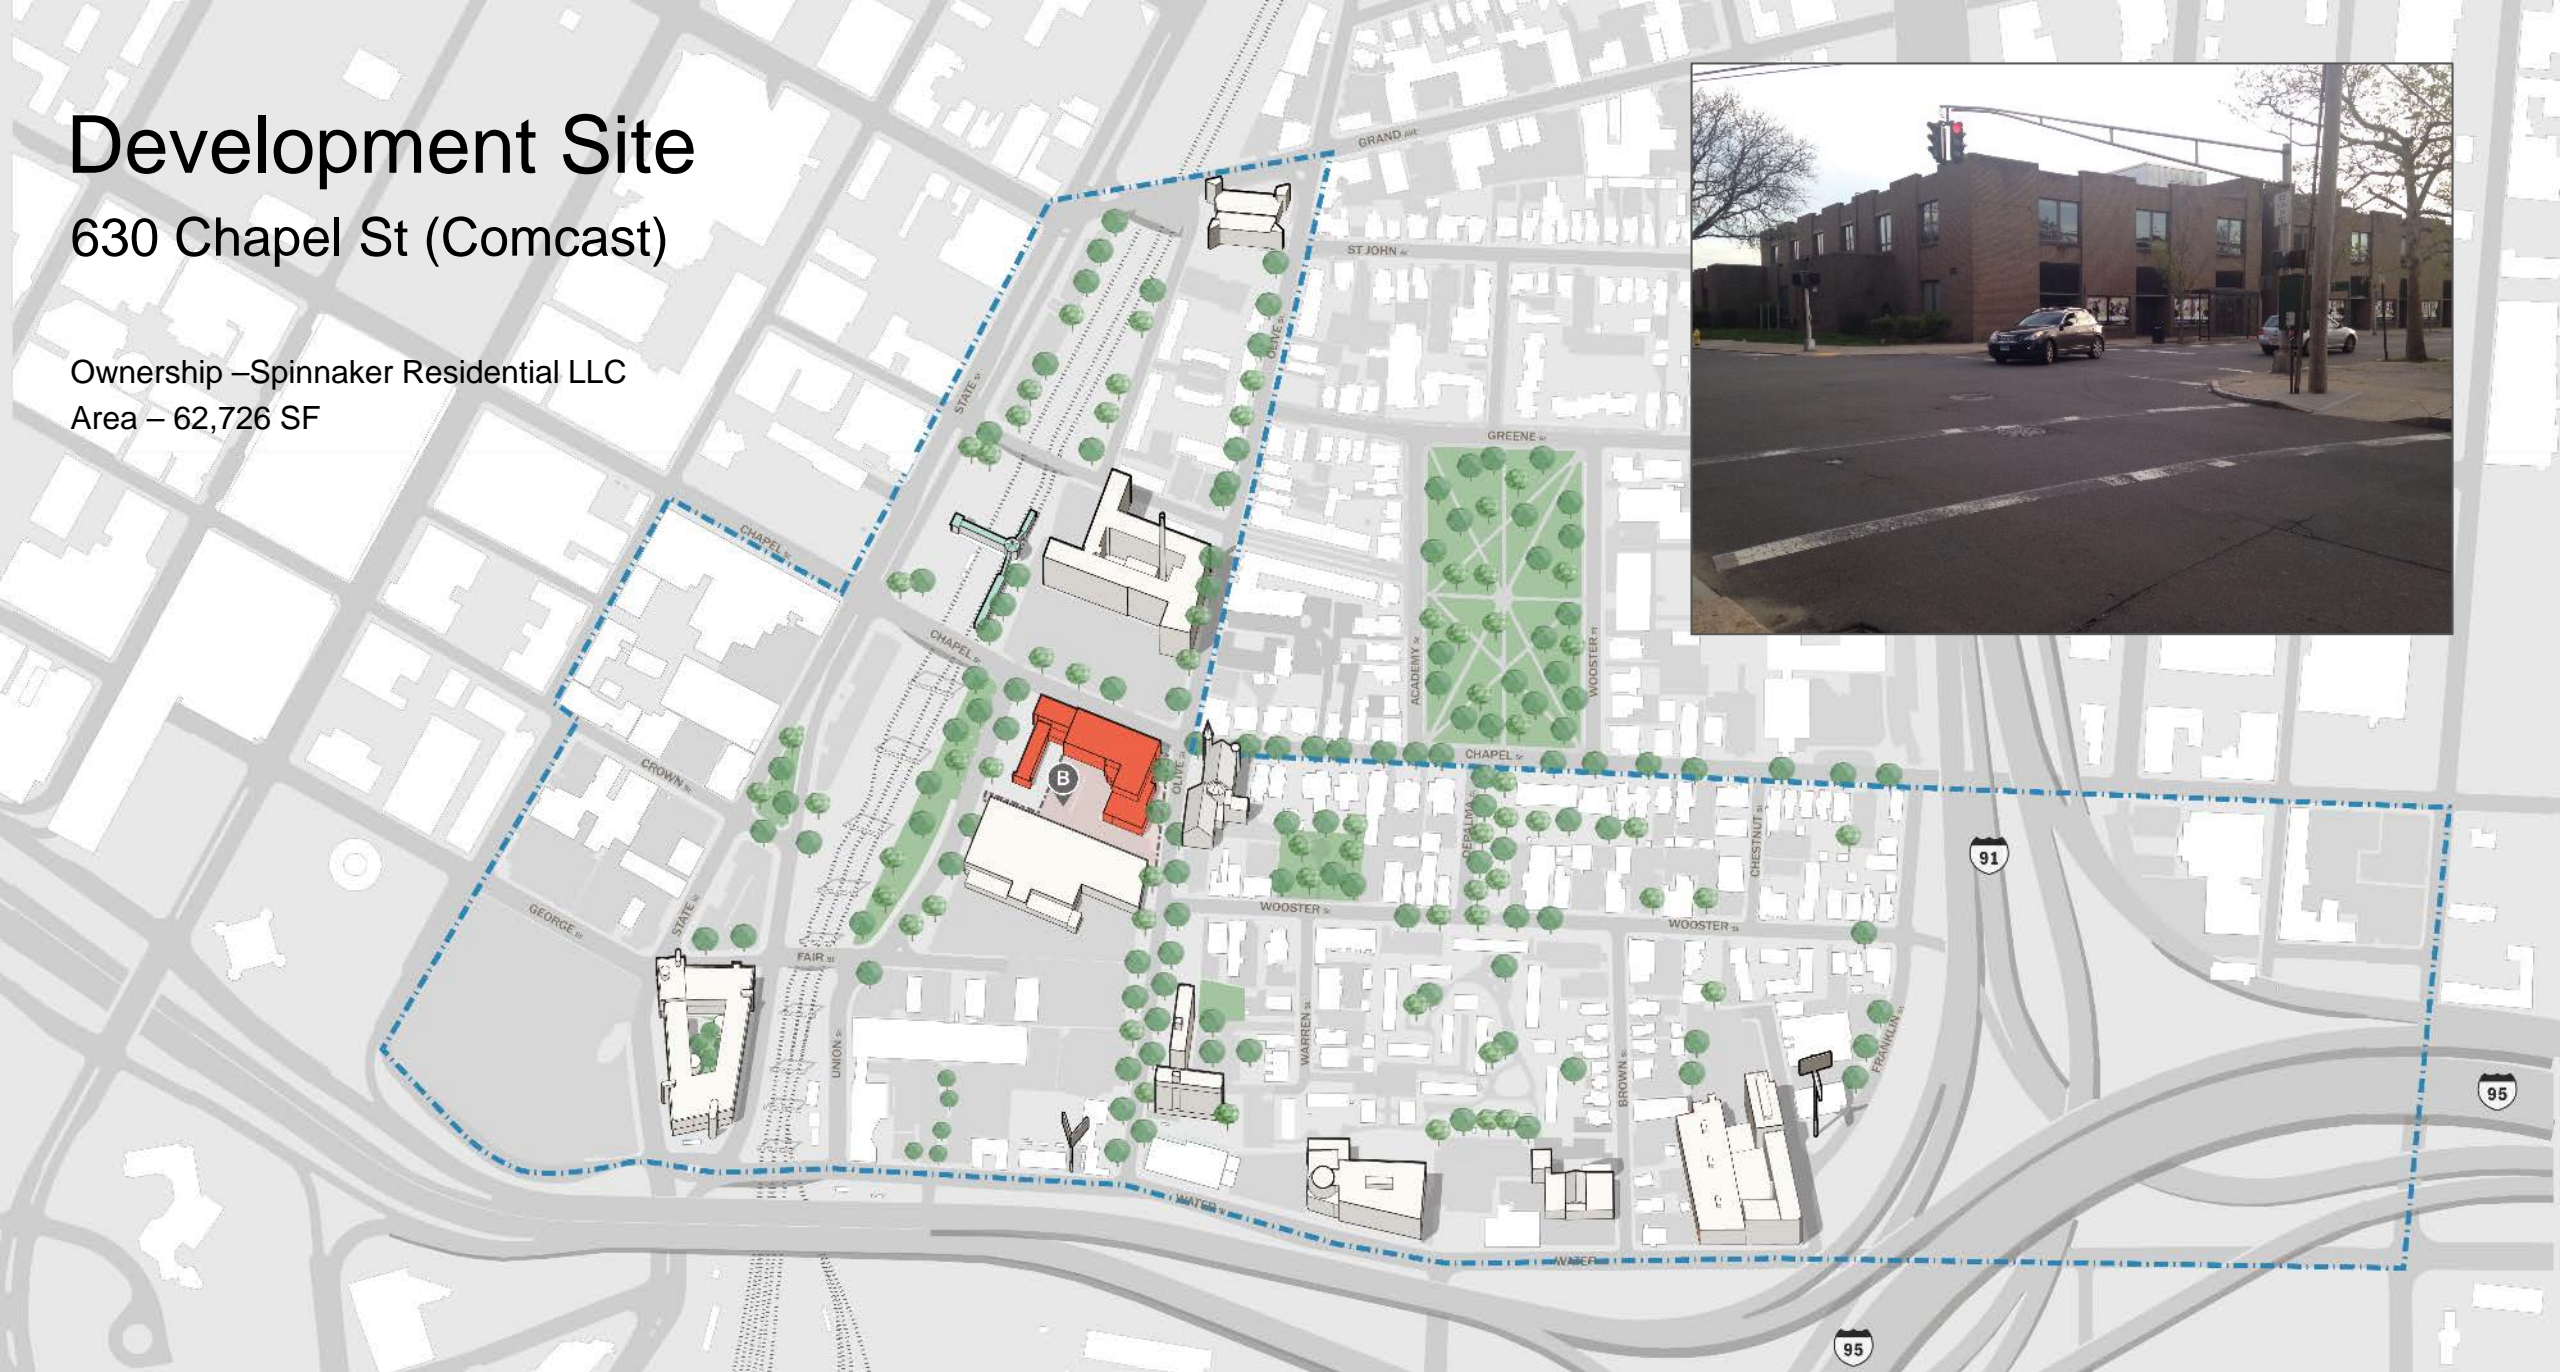 Development Site
630 Chapel St (Comcast)
Ownership –Spinnaker Residential LLC
Area – 62,726 SF
GRAND AVE
ST JOHN St
OLIVE St
STATE St
GREENE St
CHAPEL St
CHAPEL St
ACADEMY St
WOOSTER St
CHAPEL St
CROWN St
B
OLIVE St
DEPALMA
CHESTNUT St
91
GEORGE St
STATE St
WOOSTER St
WOOSTER St
FAIR St
UNION St
WARREN St
BROWN St
FRANKLIN St
95
WATER St
WATER
95